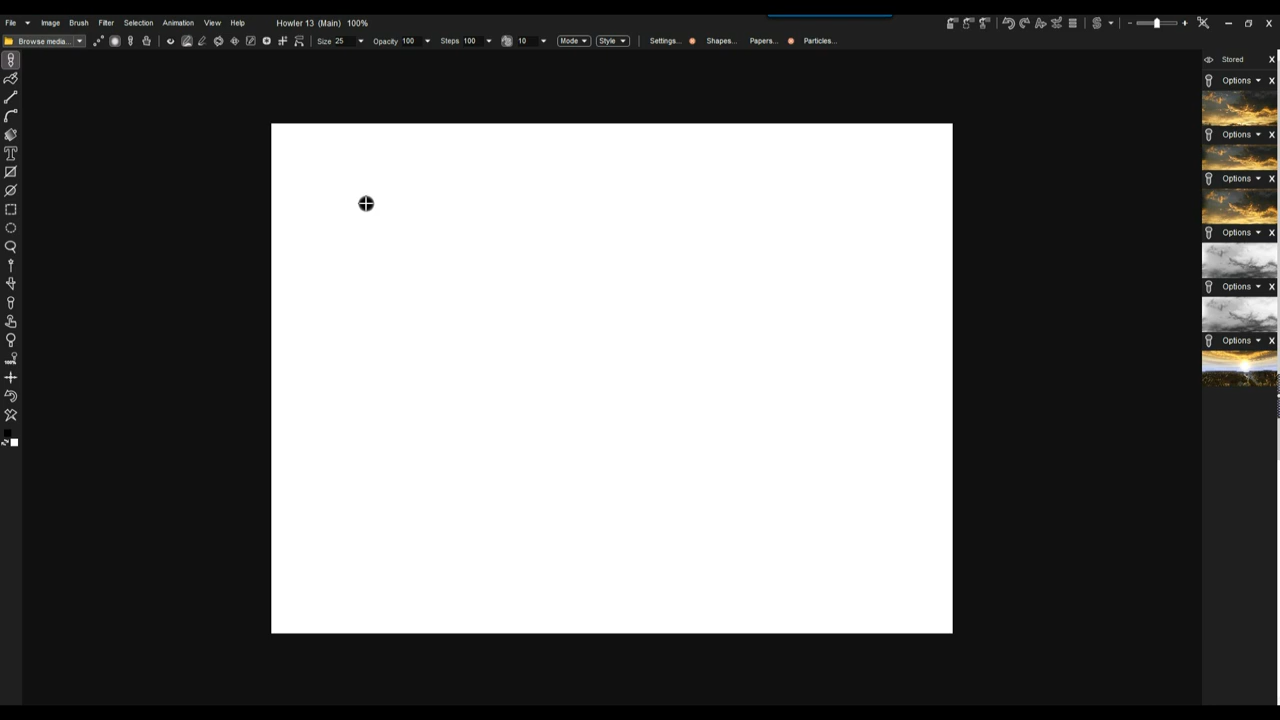 File Image Brush Filter Selection Animation View Help Howler 13 (Main) 100%
Browse media... Size 25 Opacity 100 Steps 100 10 Mode Style Settings... Shapes... Papers... Particles...
Stored X
Options X
Options X
Options X
Options X
Options X
Options X